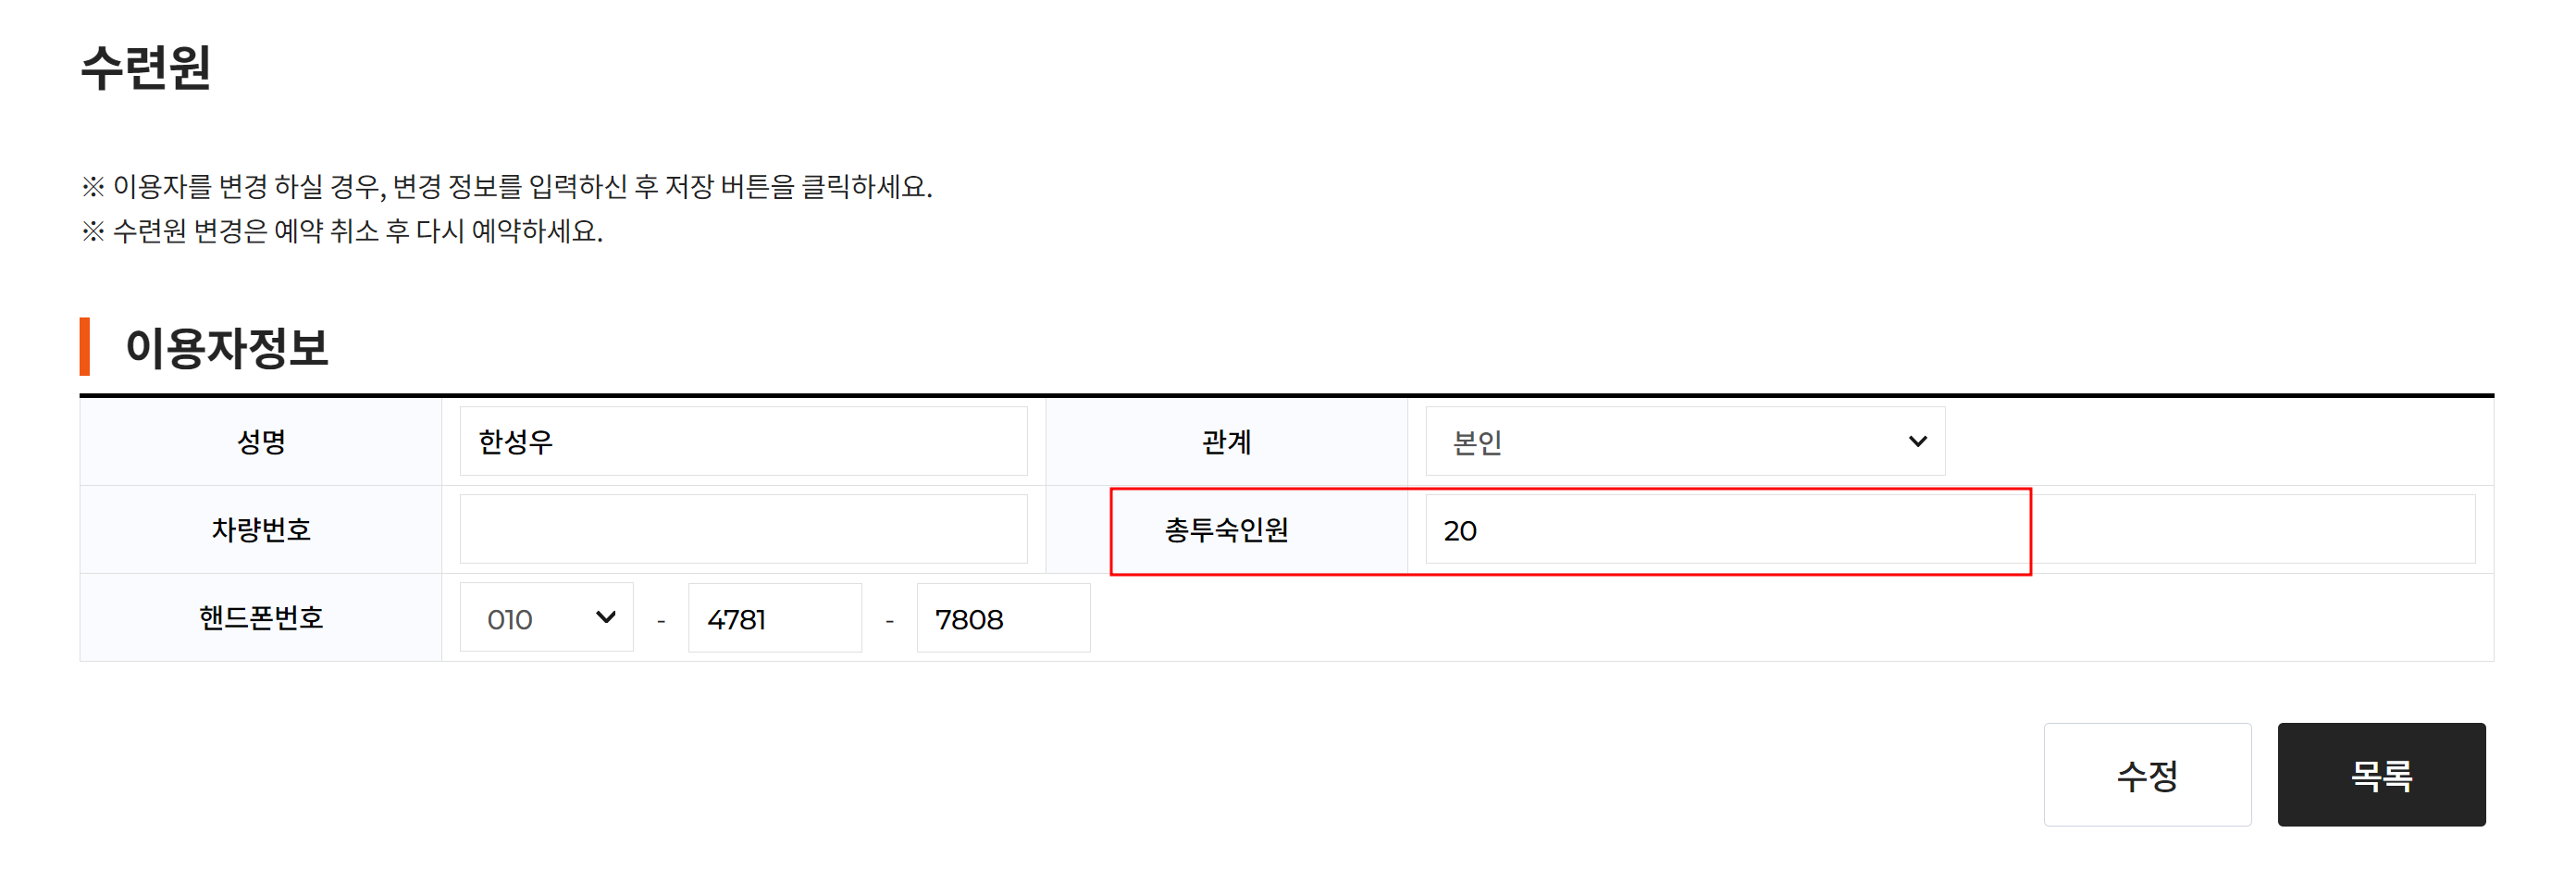 수련원
※ 이용자를 변경 하실 경우, 변경 정보를 입력하신 후 저장 버튼을 클릭하세요.
※ 수련원 변경은 예약 취소 후 다시 예약하세요.
이용자정보
성명 한성우 관계 본인
차량번호 총투숙인원 20
핸드폰번호 010 - 4781 - 7808
수정 목록